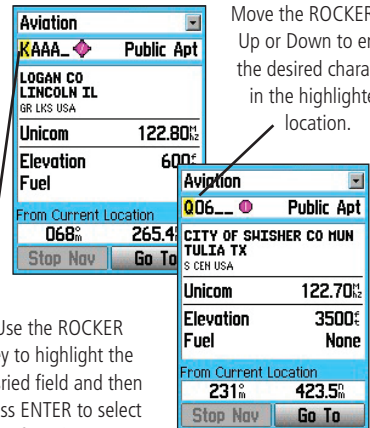 Aviation
KAAA_ Public Apt
LOGAN CO
LINCOLN IL
GR LKS USA
Unicom 122.80
Elevation 600
Fuel
From Current Location
068 265.4
Stop Nav Go To
Move the ROCKER
Up or Down to
the desired
in the
location.
Aviation
Q06__ Public Apt
CITY OF SWISHER CO MUN
TULIA TX
S CEN USA
Unicom 122.70
Elevation 3500
Fuel None
From Current Location
231 423.5
Stop Nav Go To
Use the ROCKER
to highlight the
field and then
ENTER to select